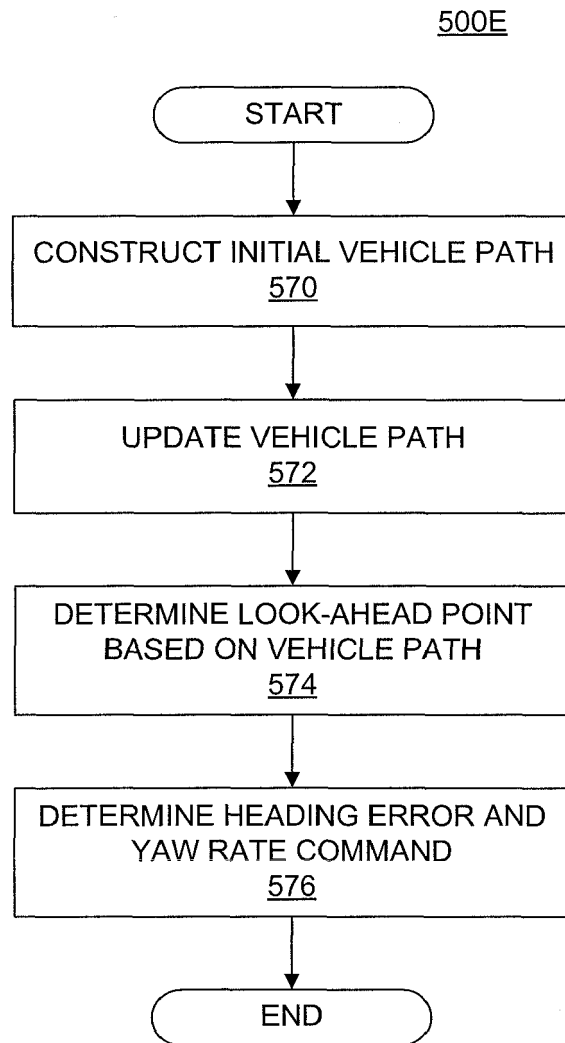 500E
START
CONSTRUCT INITIAL VEHICLE PATH
570
UPDATE VEHICLE PATH
572
DETERMINE LOOK-AHEAD POINT
BASED ON VEHICLE PATH
574
DETERMINE HEADING ERROR AND
YAW RATE COMMAND
576
END